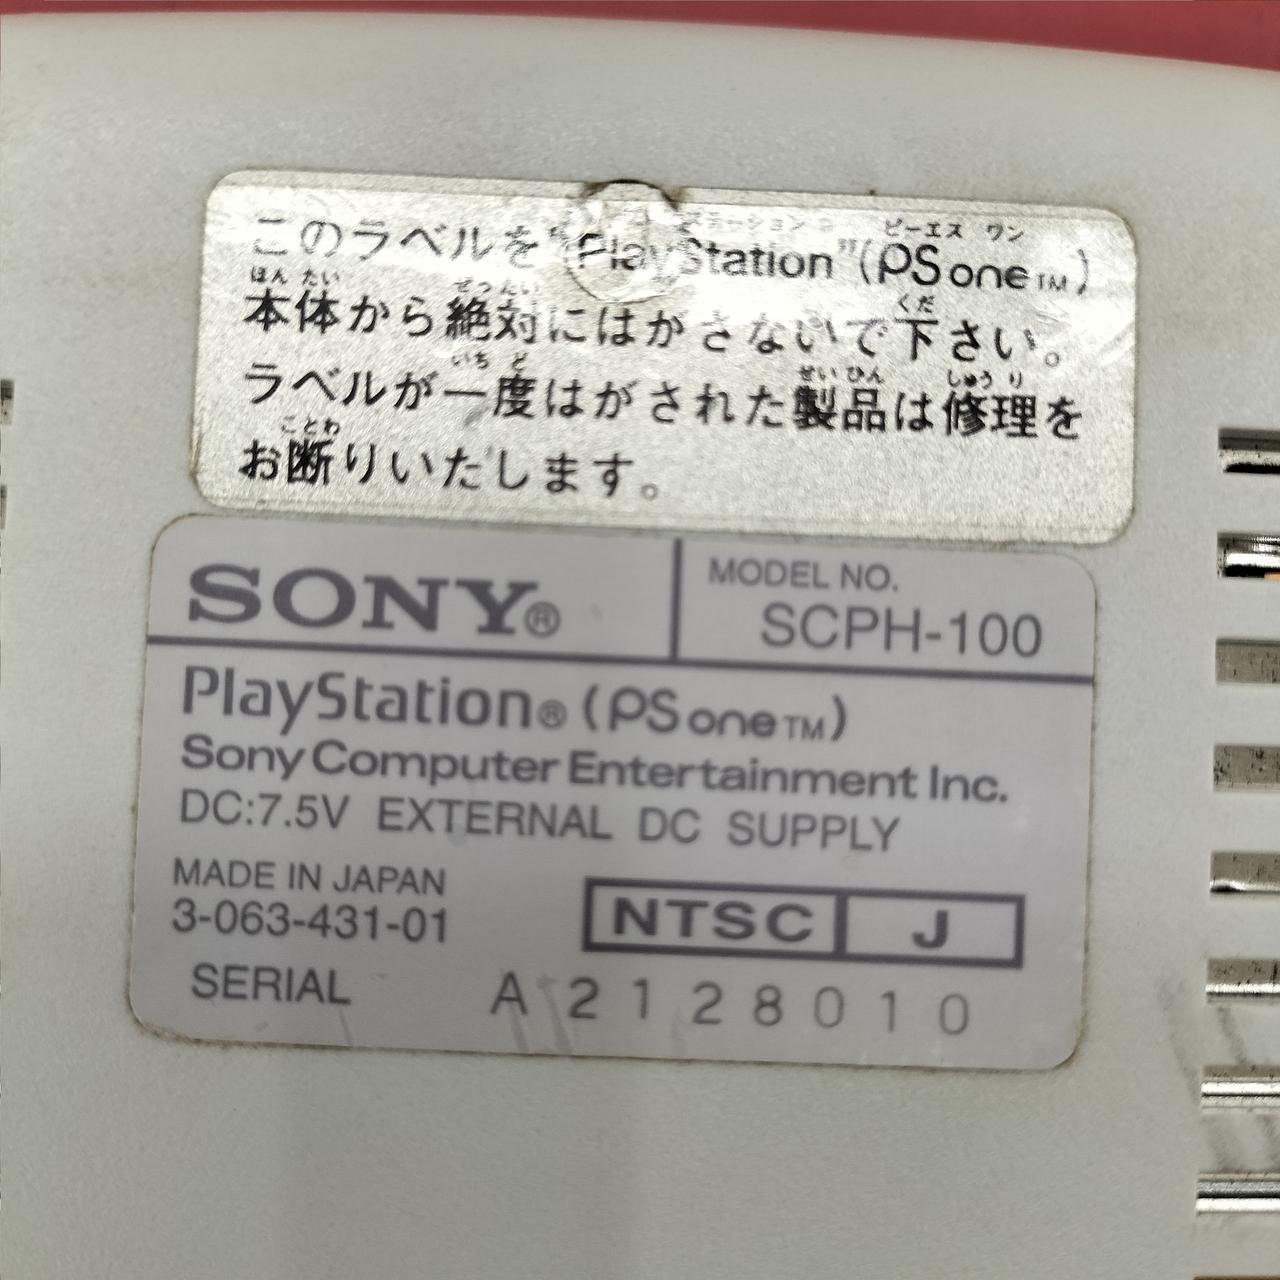 このラベルを"PlayStation"(PS one™)
本体から絶対にはがさないで下さい。
ラベルが一度はがされた製品は修理を
お断りいたします。
SONY®
MODEL NO.
SCPH-100
PlayStation® (PS one™)
Sony Computer Entertainment Inc.
DC:7.5V EXTERNAL DC SUPPLY
MADE IN JAPAN
3-063-431-01
NTSC J
SERIAL A2128010